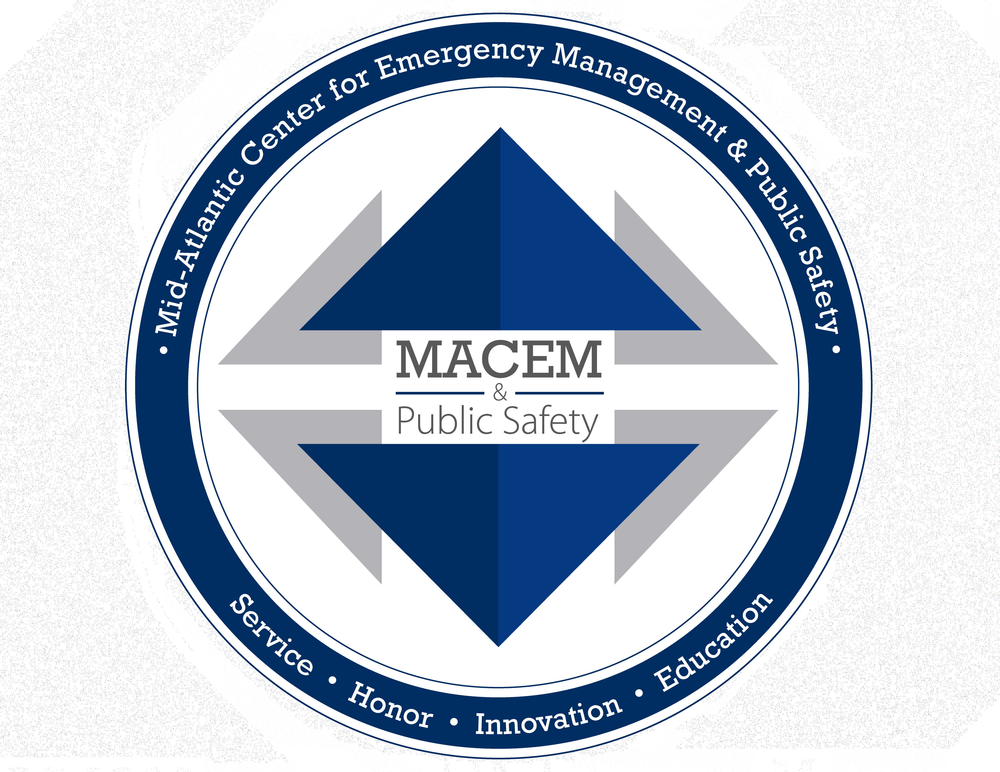 • Mid-Atlantic Center for Emergency Management & Public Safety •
MACEM
&
Public Safety
Service • Honor • Innovation • Education